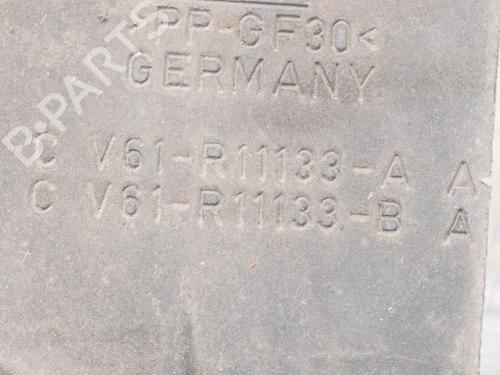 >PP-GF30<
GERMANY
C V61-R11133-A A
C V61-R11133-B A
B-PARTS